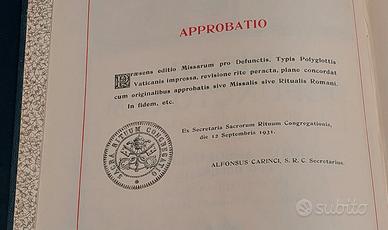 APPROBATIO
Præsens editio Missarum pro Defunctis, Typis Polyglottis
Vaticanis impressa, revisione rite peracta, plane concordat
cum originalibus approbatis sive Missalis sive Ritualis Romani.
In fidem, etc.
Ex Secretaria Sacrorum Rituum Congregationis,
die 12 Septembris 1931.
SACRA RITUUM CONGREGATIO
ALFONSUS CARINCI, S. R. C. Secretarius.
subito